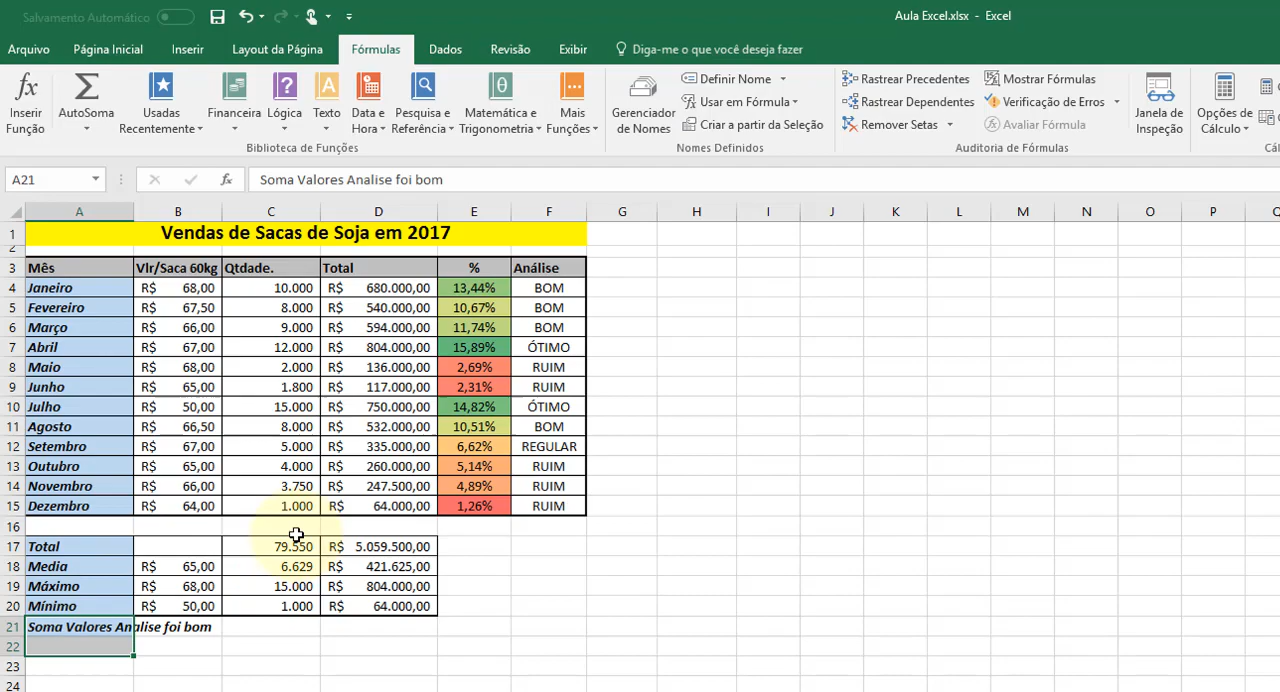 Salvamento Automático
Aula Excel.xlsx - Excel
Arquivo Página Inicial Inserir Layout da Página Fórmulas Dados Revisão Exibir Diga-me o que você deseja fazer
Inserir Função AutoSoma Usadas Recentemente Financeira Lógica Texto Data e Hora Pesquisa e Referência Matemática e Trigonometria Mais Funções
Biblioteca de Funções
Gerenciador de Nomes
Definir Nome
Usar em Fórmula
Criar a partir da Seleção
Nomes Definidos
Rastrear Precedentes Mostrar Fórmulas
Rastrear Dependentes Verificação de Erros
Remover Setas Avaliar Fórmula
Auditoria de Fórmulas
Janela de Inspeção
Opções de Cálculo
A21 fx Soma Valores Analise foi bom
A B C D E F G H I J K L M N O P
1 Vendas de Sacas de Soja em 2017
2
3 Mês Vlr/Saca 60kg Qtdade. Total % Análise
4 Janeiro R$ 68,00 10.000 R$ 680.000,00 13,44% BOM
5 Fevereiro R$ 67,50 8.000 R$ 540.000,00 10,67% BOM
6 Março R$ 66,00 9.000 R$ 594.000,00 11,74% BOM
7 Abril R$ 67,00 12.000 R$ 804.000,00 15,89% ÓTIMO
8 Maio R$ 68,00 2.000 R$ 136.000,00 2,69% RUIM
9 Junho R$ 65,00 1.800 R$ 117.000,00 2,31% RUIM
10 Julho R$ 50,00 15.000 R$ 750.000,00 14,82% ÓTIMO
11 Agosto R$ 66,50 8.000 R$ 532.000,00 10,51% BOM
12 Setembro R$ 67,00 5.000 R$ 335.000,00 6,62% REGULAR
13 Outubro R$ 65,00 4.000 R$ 260.000,00 5,14% RUIM
14 Novembro R$ 66,00 3.750 R$ 247.500,00 4,89% RUIM
15 Dezembro R$ 64,00 1.000 R$ 64.000,00 1,26% RUIM
16
17 Total 79.550 R$ 5.059.500,00
18 Media R$ 65,00 6.629 R$ 421.625,00
19 Máximo R$ 68,00 15.000 R$ 804.000,00
20 Mínimo R$ 50,00 1.000 R$ 64.000,00
21 Soma Valores Analise foi bom
22
23
24